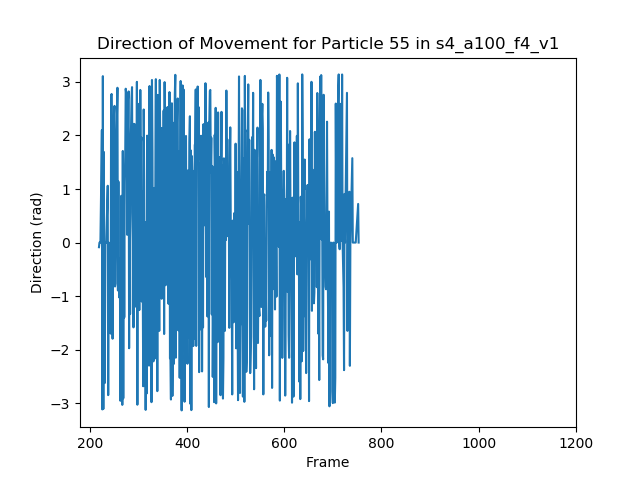 Direction of Movement for Particle 55 in s4_a100_f4_v1
3
2
1
0
−1
−2
−3
Direction (rad)
200 400 600 800 1000 1200
Frame